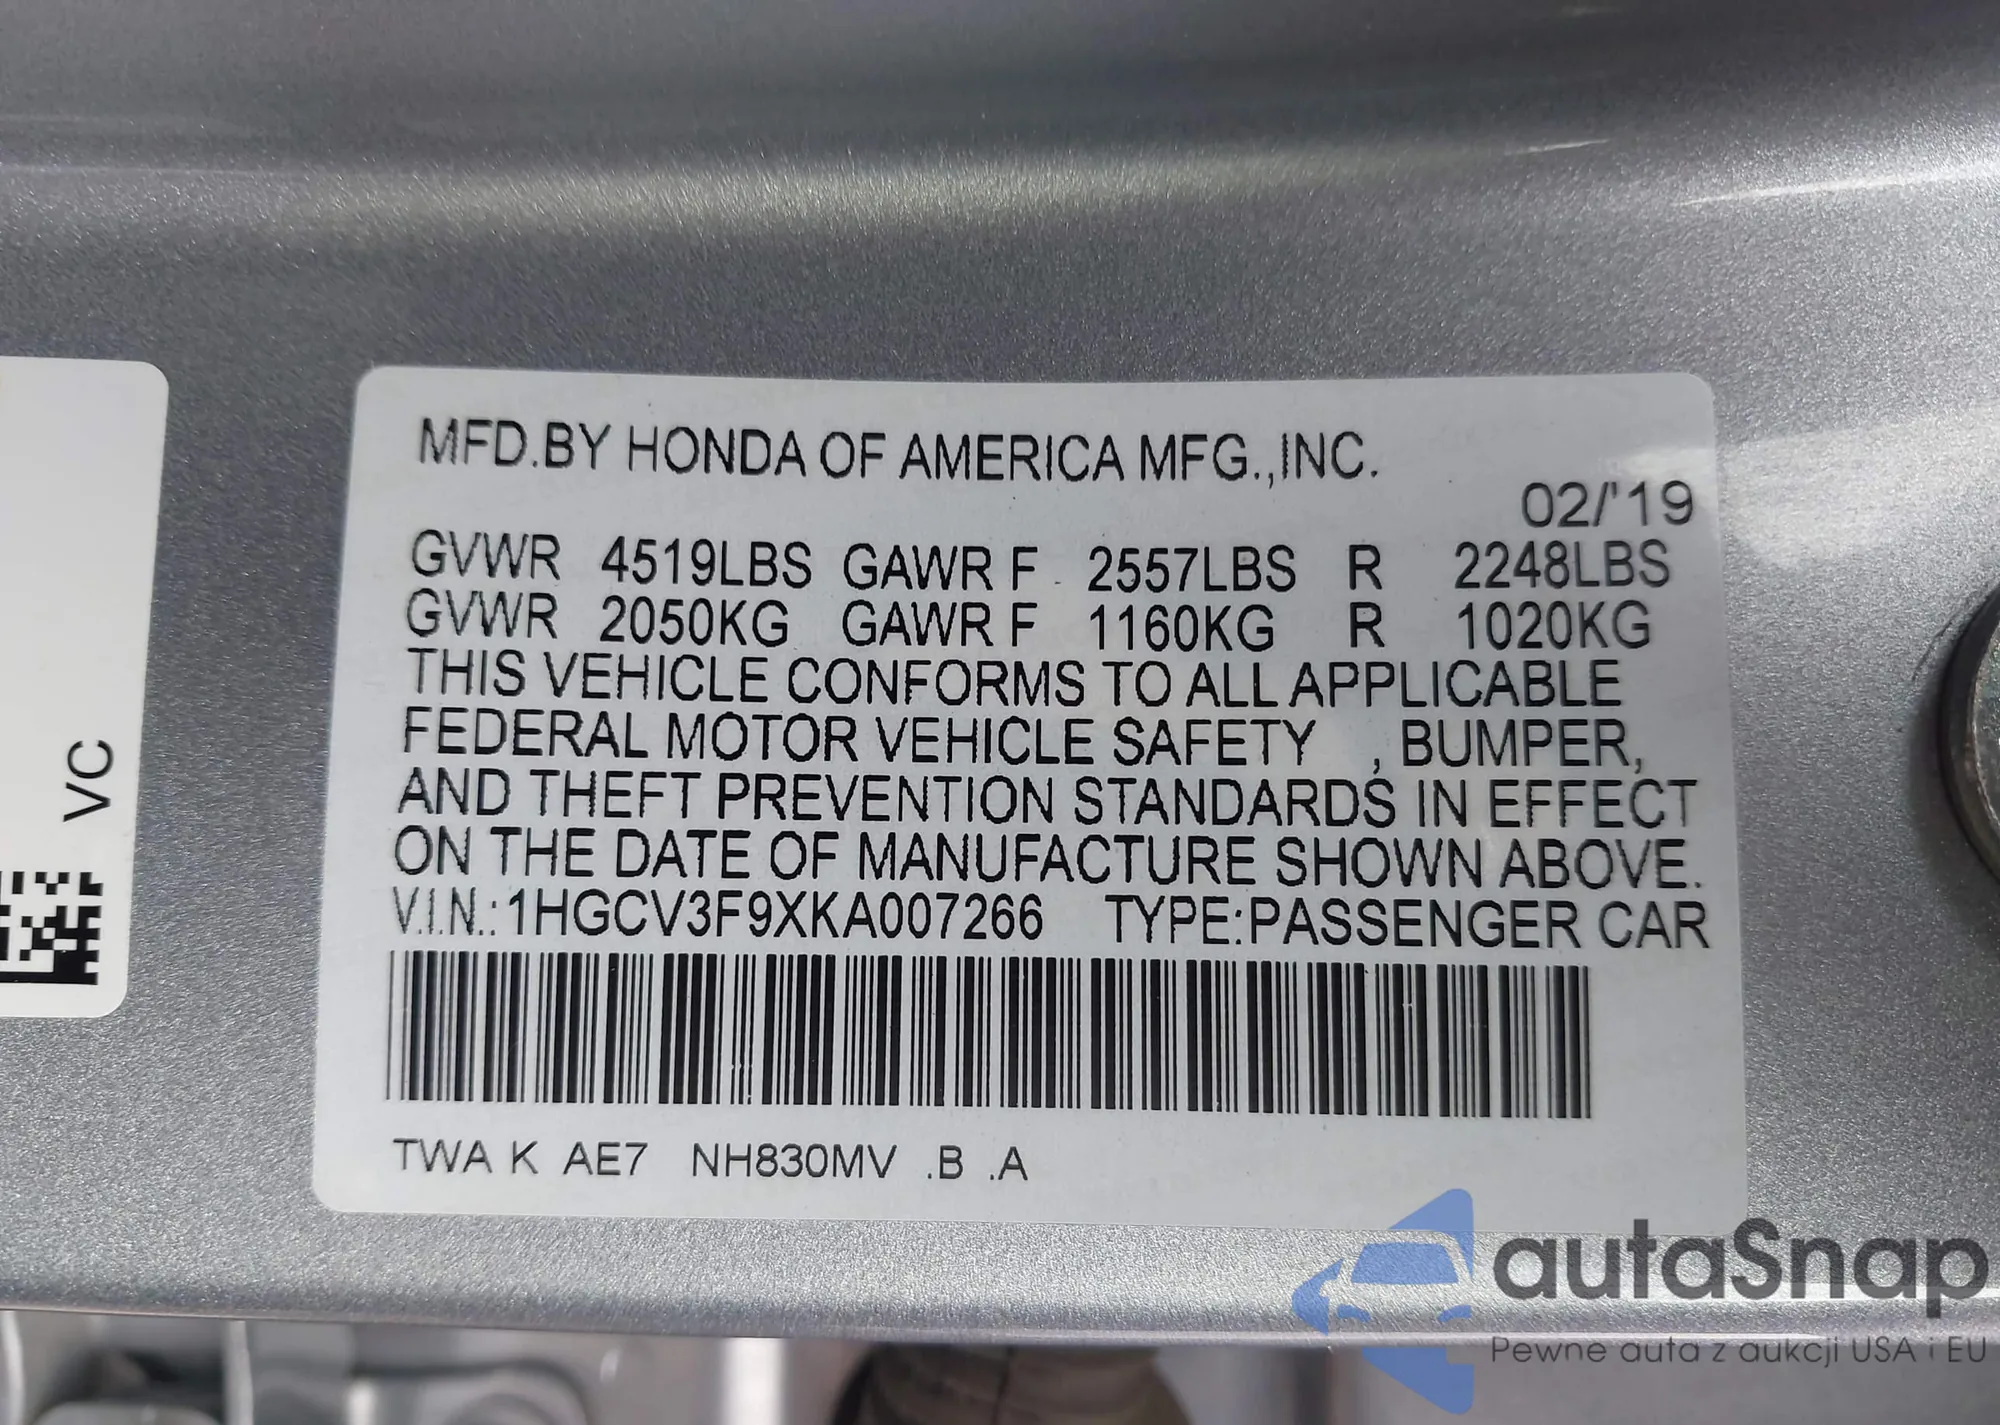 MFD.BY HONDA OF AMERICA MFG.,INC.
02/'19
GVWR 4519LBS GAWR F 2557LBS R 2248LBS
GVWR 2050KG GAWR F 1160KG R 1020KG
THIS VEHICLE CONFORMS TO ALL APPLICABLE
FEDERAL MOTOR VEHICLE SAFETY , BUMPER,
AND THEFT PREVENTION STANDARDS IN EFFECT
ON THE DATE OF MANUFACTURE SHOWN ABOVE.
V.I.N.:1HGCV3F9XKA007266 TYPE:PASSENGER CAR
TWA K AE7 NH830MV .B .A
VC
autaSnap
Pewne auta z aukcji USA i EU